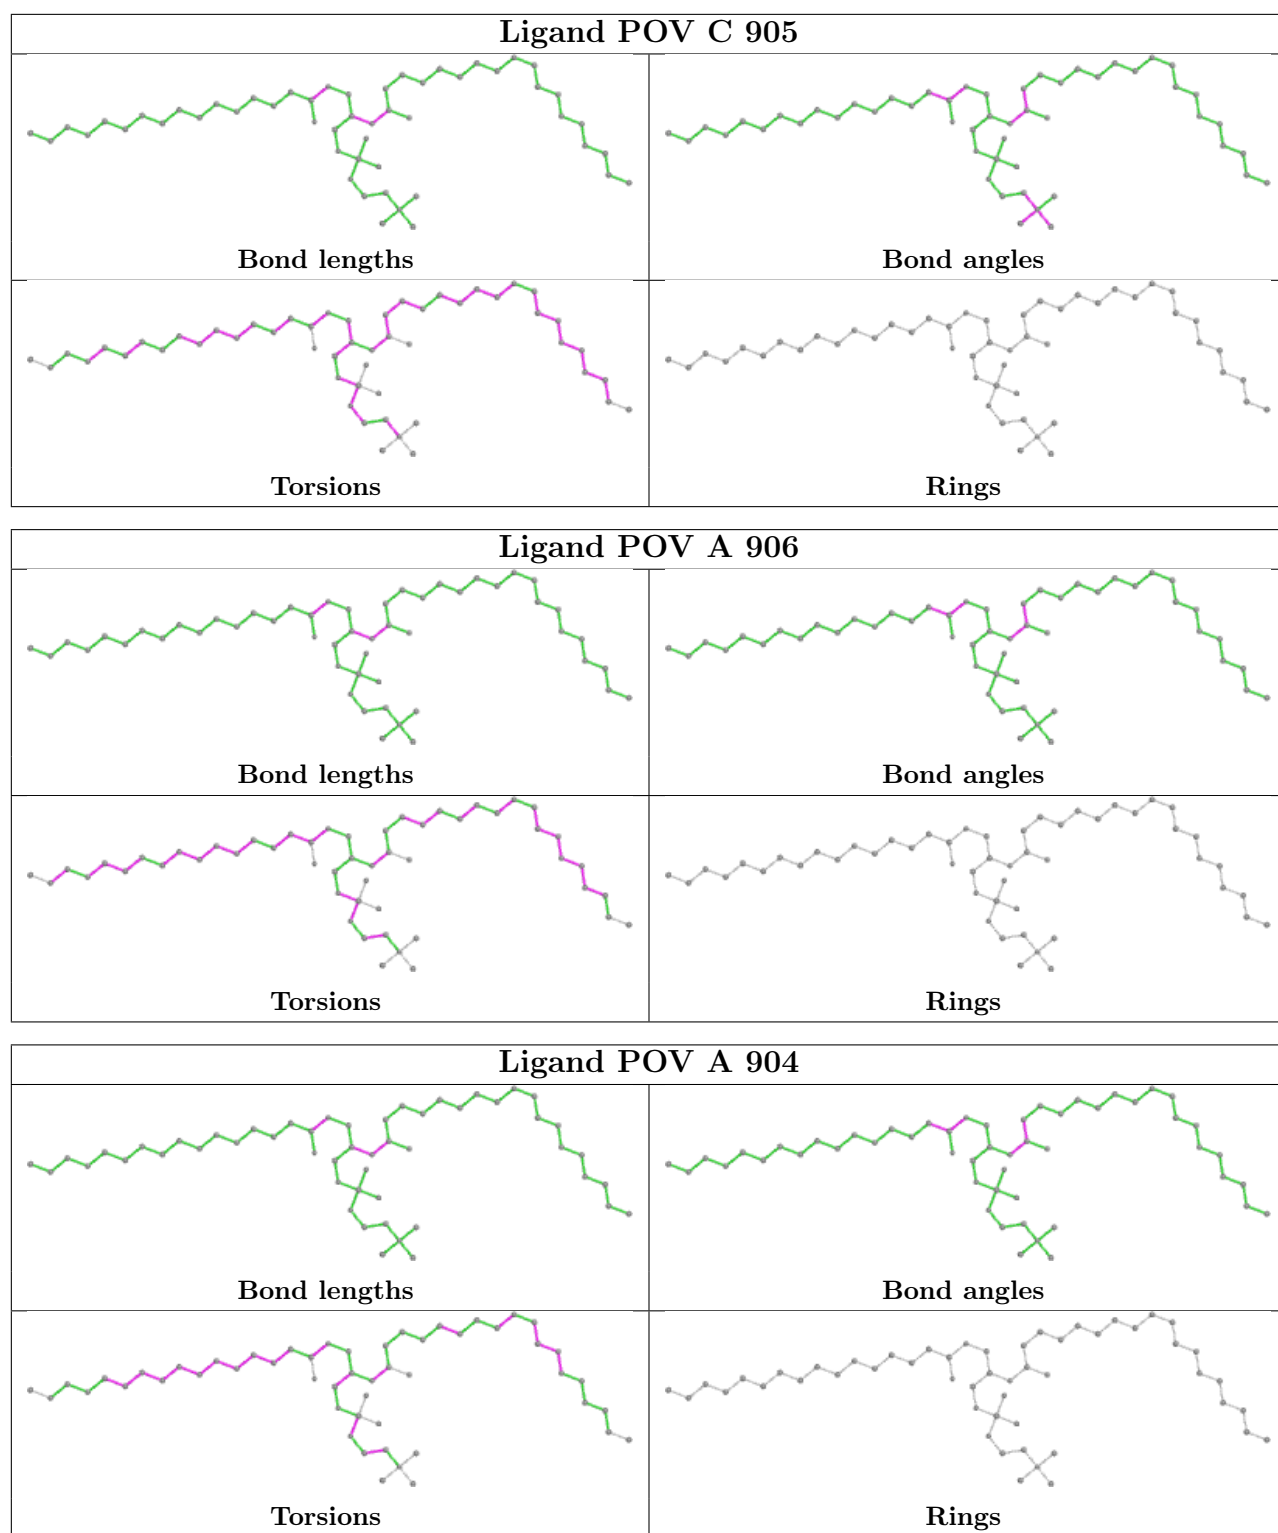 Ligand POV C 905
Bond lengths
Bond angles
Torsions
Rings
Ligand POV A 906
Bond lengths
Bond angles
Torsions
Rings
Ligand POV A 904
Bond lengths
Bond angles
Torsions
Rings